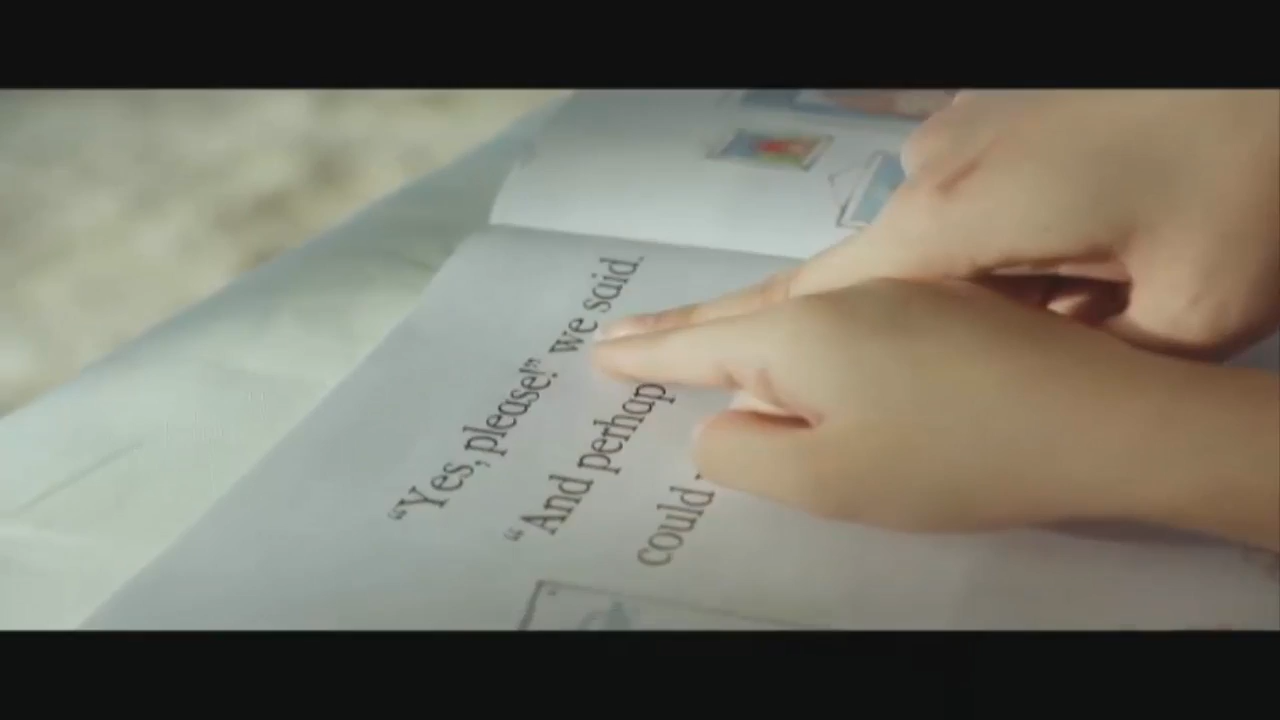 “Yes, please!” we said.
“And perhap
could